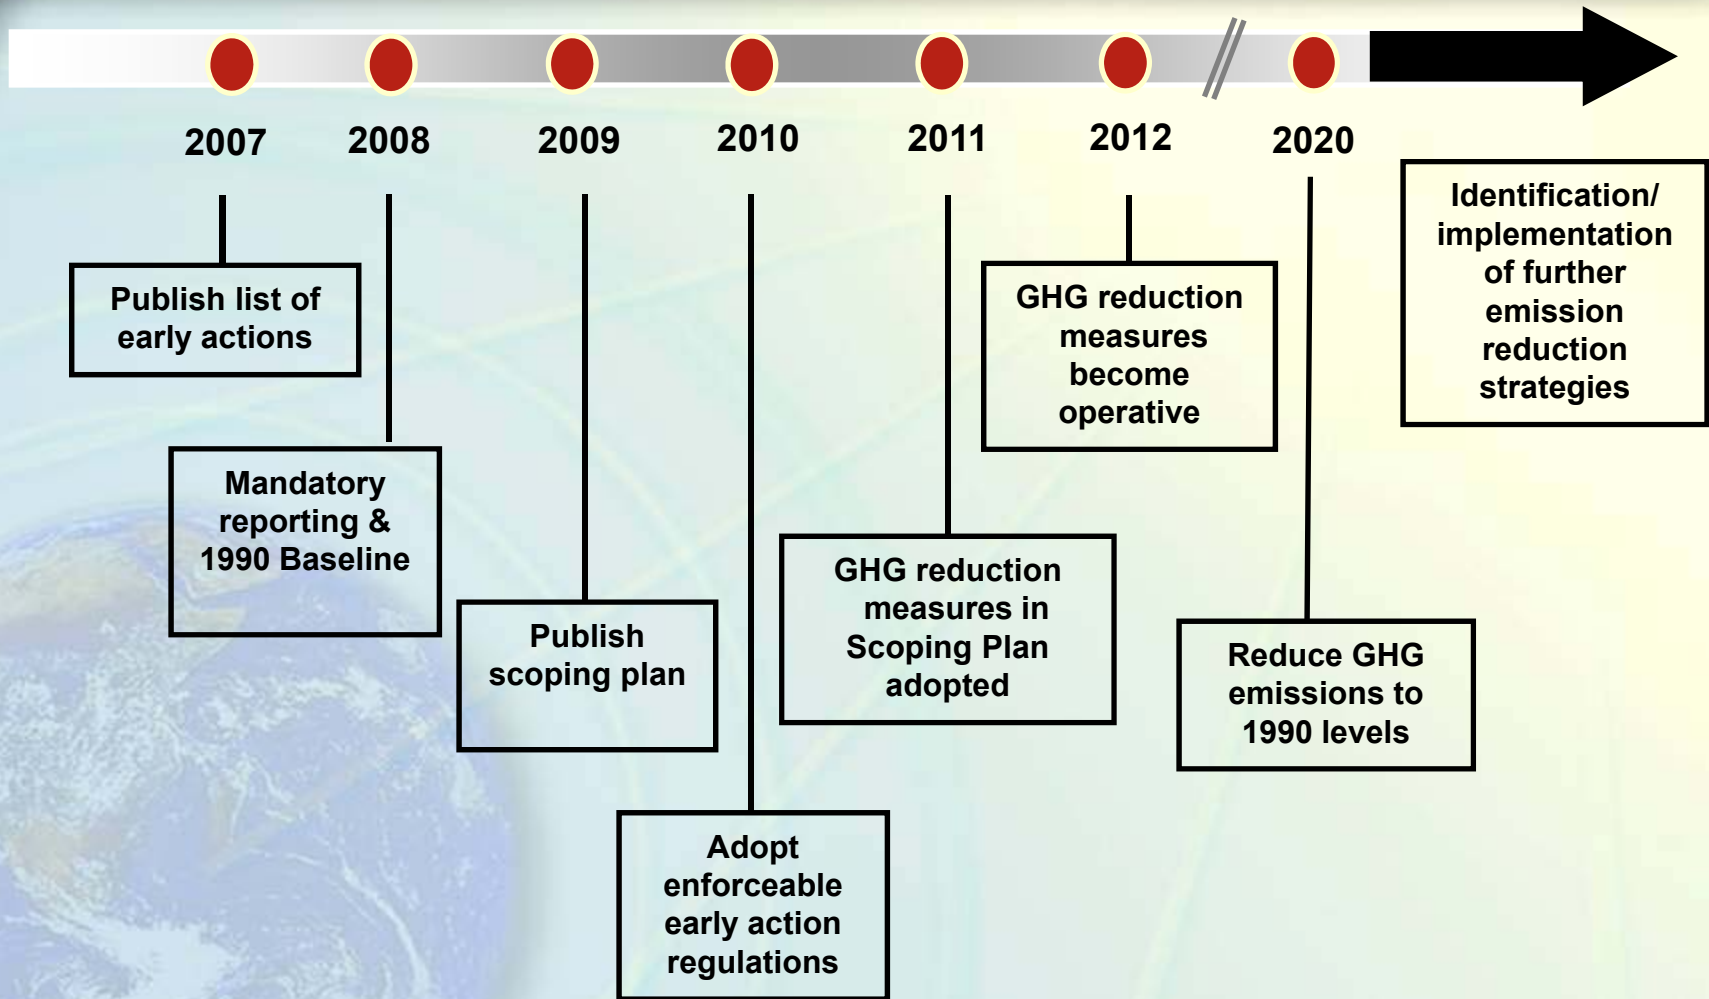 2007
2008
2009
2010
2011
2012
2020
Publish list of
early actions
Mandatory
reporting &
1990 Baseline
Publish
scoping plan
Adopt
enforceable
early action
regulations
GHG reduction
measures in
Scoping Plan
adopted
GHG reduction
measures
become
operative
Reduce GHG
emissions to
1990 levels
Identification/
implementation
of further
emission
reduction
strategies